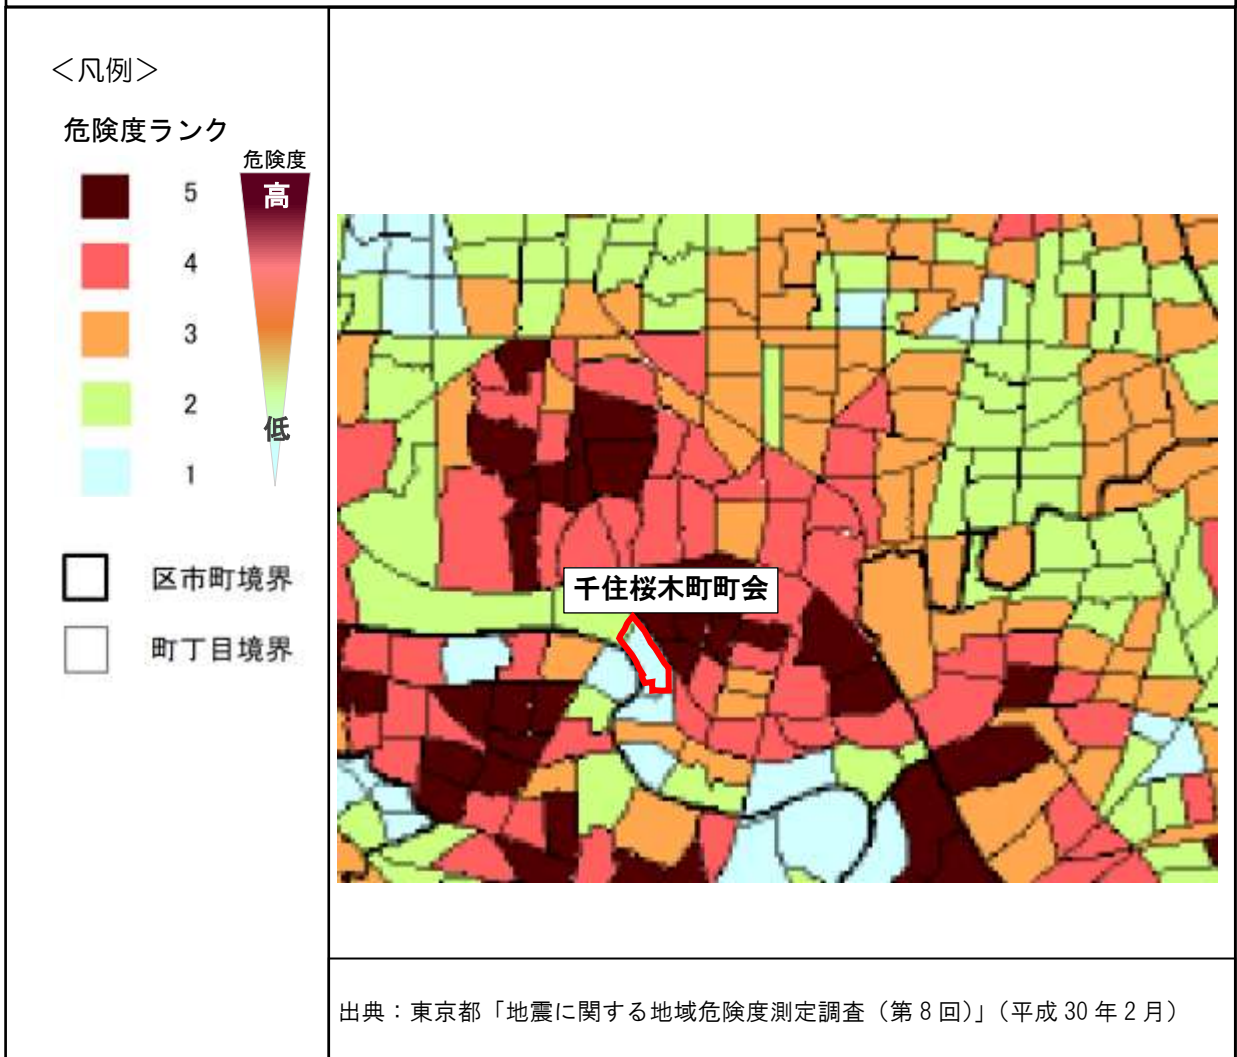 ＜凡例＞
危険度ランク
危険度
高
5
4
3
2
低
1
区市町境界
町丁目境界
千住桜木町町会
出典：東京都「地震に関する地域危険度測定調査（第８回）」（平成 30 年２月）